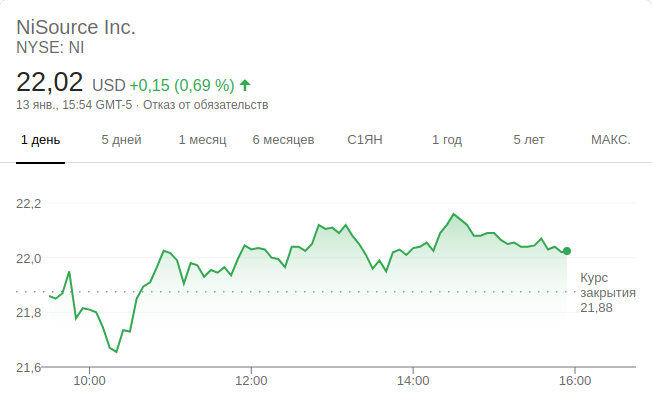 NiSource Inc.
NYSE: NI
22,02 USD +0,15 (0,69 %)
13 янв., 15:54 GMT-5 · Отказ от обязательств
1 день 5 дней 1 месяц 6 месяцев С1ЯН 1 год 5 лет МАКС.
22,2
22,0
Курс
закрытия
21,88
21,8
21,6
10:00 12:00 14:00 16:00